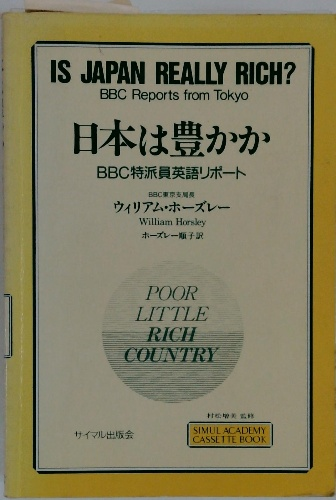 IS JAPAN REALLY RICH?
BBC Reports from Tokyo
日本は豊かか
BBC特派員英語リポート
BBC東京支局長
ウィリアム・ホーズレー
William Horsley
ホーズレー順子訳
POOR
LITTLE
RICH
COUNTRY
村松増美 監修
サイマル出版会
SIMUL ACADEMY
CASSETTE BOOK